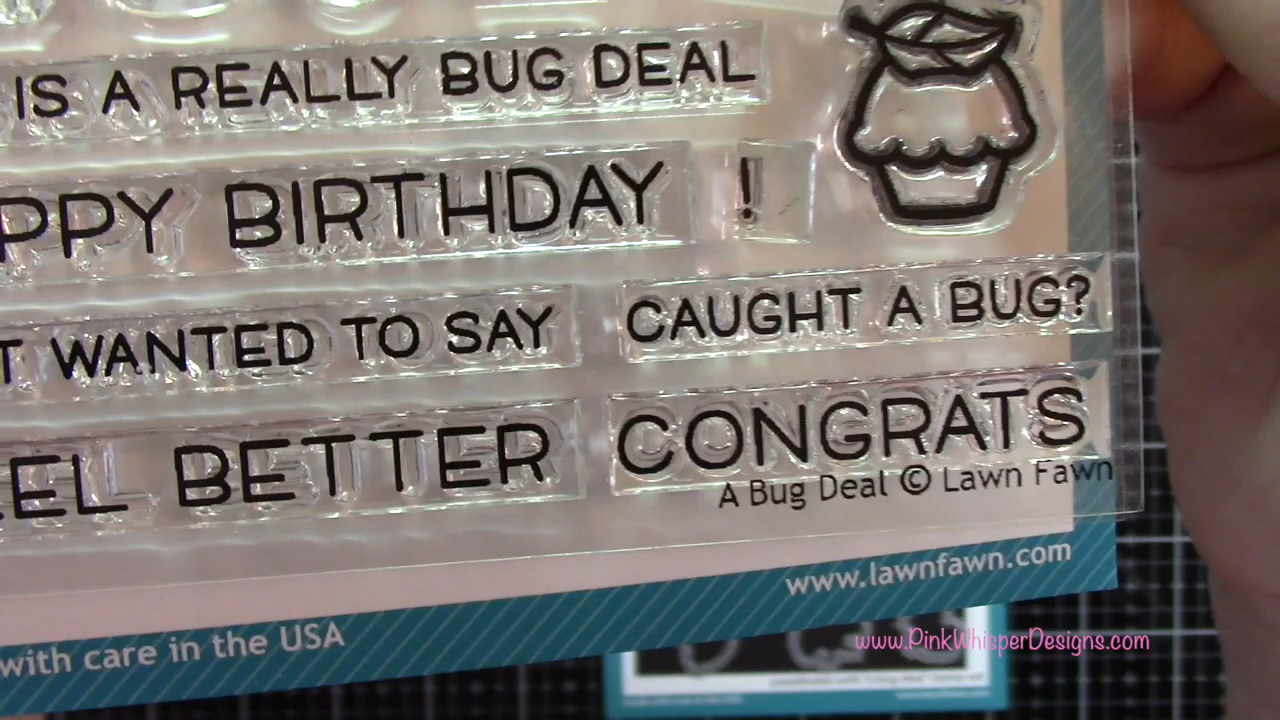 IS A REALLY BUG DEAL
PPY BIRTHDAY !
T WANTED TO SAY
CAUGHT A BUG?
EEL BETTER
CONGRATS
A Bug Deal © Lawn Fawn
www.lawnfawn.com
with care in the USA
www.PinkWhisperDesigns.com